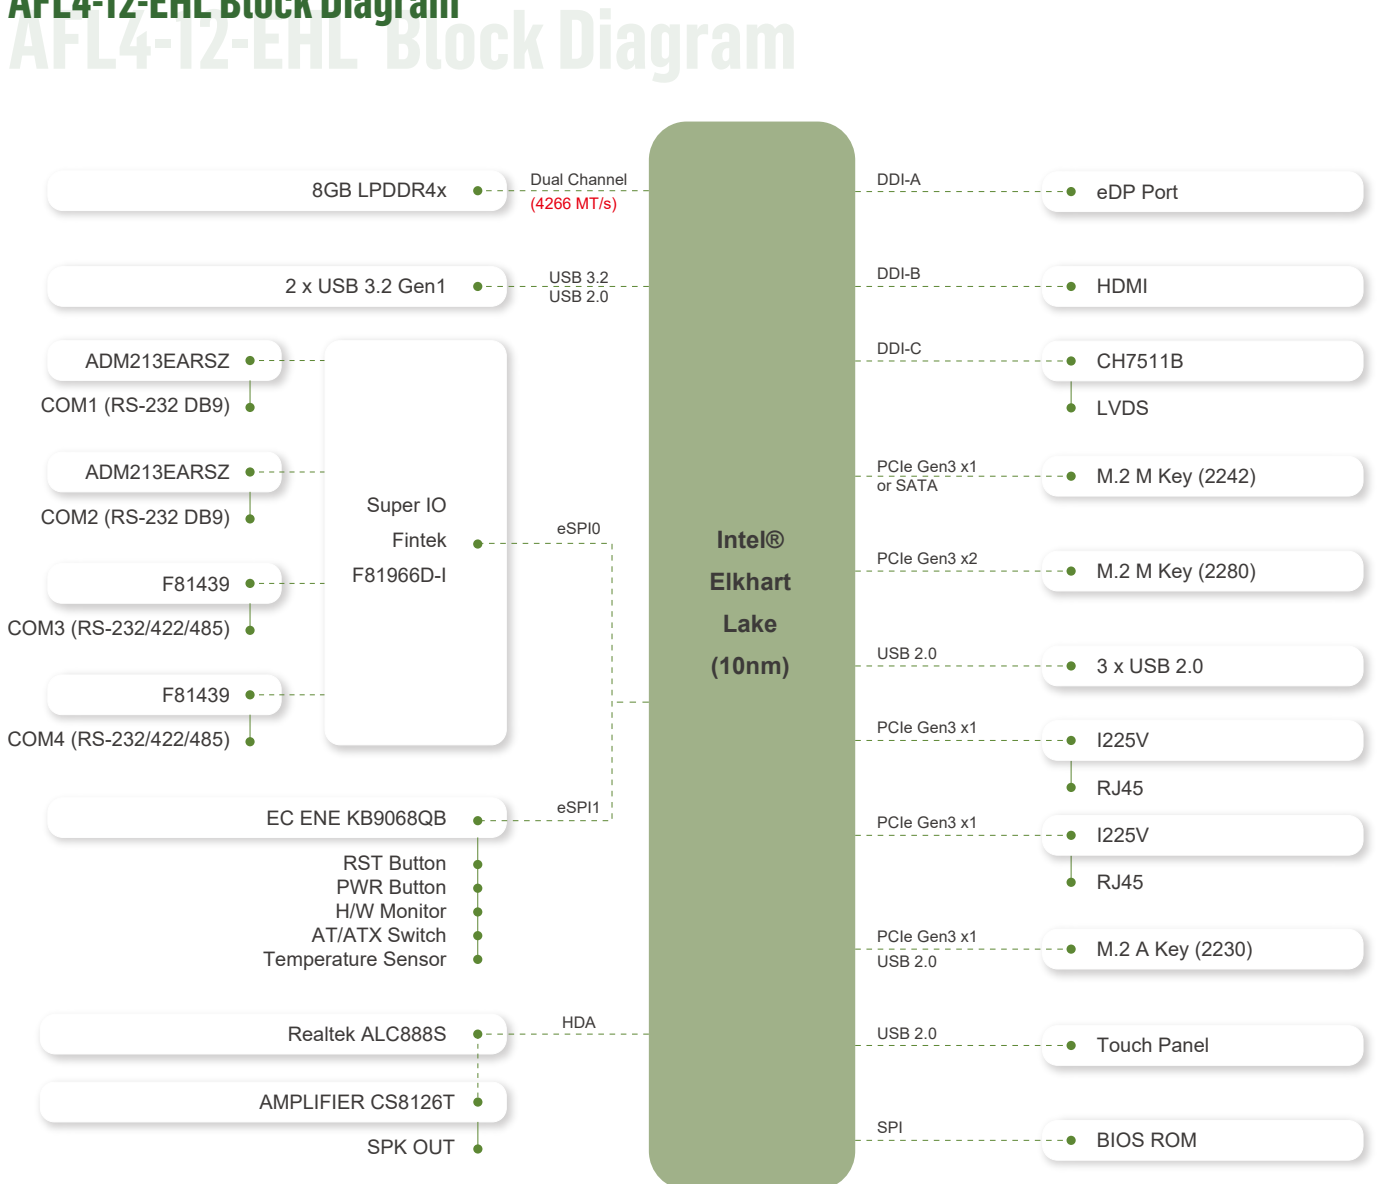 AFL4-12-EHL Block Diagram
AFL4-12-EHL Block Diagram
8GB LPDDR4x
Dual Channel
(4266 MT/s)
2 x USB 3.2 Gen1
USB 3.2
USB 2.0
ADM213EARSZ
COM1 (RS-232 DB9)
ADM213EARSZ
COM2 (RS-232 DB9)
F81439
COM3 (RS-232/422/485)
F81439
COM4 (RS-232/422/485)
Super IO
Fintek
F81966D-I
eSPI0
EC ENE KB9068QB
eSPI1
RST Button
PWR Button
H/W Monitor
AT/ATX Switch
Temperature Sensor
Realtek ALC888S
HDA
AMPLIFIER CS8126T
SPK OUT
Intel®
Elkhart
Lake
(10nm)
DDI-A
eDP Port
DDI-B
HDMI
DDI-C
CH7511B
LVDS
PCIe Gen3 x1
or SATA
M.2 M Key (2242)
PCIe Gen3 x2
M.2 M Key (2280)
USB 2.0
3 x USB 2.0
PCIe Gen3 x1
I225V
RJ45
PCIe Gen3 x1
I225V
RJ45
PCIe Gen3 x1
USB 2.0
M.2 A Key (2230)
USB 2.0
Touch Panel
SPI
BIOS ROM